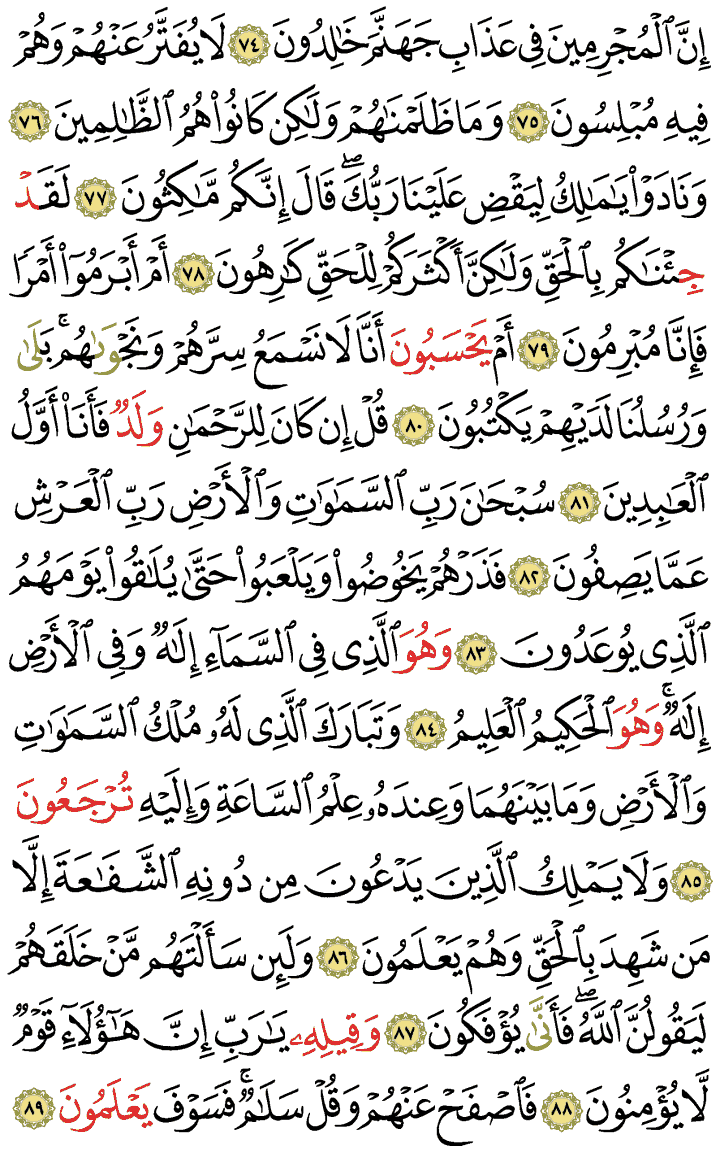 إِنَّ ٱلْمُجْرِمِينَ فِى عَذَابِ جَهَنَّمَ خَٰلِدُونَ ٧٤ لَا يُفَتَّرُ عَنْهُمْ وَهُمْ
فِيهِ مُبْلِسُونَ ٧٥ وَمَا ظَلَمْنَٰهُمْ وَلَٰكِن كَانُوا۟ هُمُ ٱلظَّٰلِمِينَ ٧٦
وَنَادَوْا۟ يَٰمَٰلِكُ لِيَقْضِ عَلَيْنَا رَبُّكَ ۖ قَالَ إِنَّكُم مَّٰكِثُونَ ٧٧ لَقَدْ
جِئْنَٰكُم بِٱلْحَقِّ وَلَٰكِنَّ أَكْثَرَكُمْ لِلْحَقِّ كَٰرِهُونَ ٧٨ أَمْ أَبْرَمُوٓا۟ أَمْرًا
فَإِنَّا مُبْرِمُونَ ٧٩ أَمْ يَحْسَبُونَ أَنَّا لَا نَسْمَعُ سِرَّهُمْ وَنَجْوَىٰهُم ۚ بَلَىٰ
وَرُسُلُنَا لَدَيْهِمْ يَكْتُبُونَ ٨٠ قُلْ إِن كَانَ لِلرَّحْمَٰنِ وَلَدٌ فَأَنَا۠ أَوَّلُ
ٱلْعَٰبِدِينَ ٨١ سُبْحَٰنَ رَبِّ ٱلسَّمَٰوَٰتِ وَٱلْأَرْضِ رَبِّ ٱلْعَرْشِ
عَمَّا يَصِفُونَ ٨٢ فَذَرْهُمْ يَخُوضُوا۟ وَيَلْعَبُوا۟ حَتَّىٰ يُلَٰقُوا۟ يَوْمَهُمُ
ٱلَّذِى يُوعَدُونَ ٨٣ وَهُوَ ٱلَّذِى فِى ٱلسَّمَآءِ إِلَٰهٌ وَفِى ٱلْأَرْضِ
إِلَٰهٌ ۚ وَهُوَ ٱلْحَكِيمُ ٱلْعَلِيمُ ٨٤ وَتَبَارَكَ ٱلَّذِى لَهُۥ مُلْكُ ٱلسَّمَٰوَٰتِ
وَٱلْأَرْضِ وَمَا بَيْنَهُمَا وَعِندَهُۥ عِلْمُ ٱلسَّاعَةِ وَإِلَيْهِ تُرْجَعُونَ
٨٥ وَلَا يَمْلِكُ ٱلَّذِينَ يَدْعُونَ مِن دُونِهِ ٱلشَّفَٰعَةَ إِلَّا
مَن شَهِدَ بِٱلْحَقِّ وَهُمْ يَعْلَمُونَ ٨٦ وَلَئِن سَأَلْتَهُم مَّنْ خَلَقَهُمْ
لَيَقُولُنَّ ٱللَّهُ ۖ فَأَنَّىٰ يُؤْفَكُونَ ٨٧ وَقِيلِهِۦ يَٰرَبِّ إِنَّ هَٰٓؤُلَآءِ قَوْمٌ
لَّا يُؤْمِنُونَ ٨٨ فَٱصْفَحْ عَنْهُمْ وَقُلْ سَلَٰمٌ ۚ فَسَوْفَ يَعْلَمُونَ ٨٩